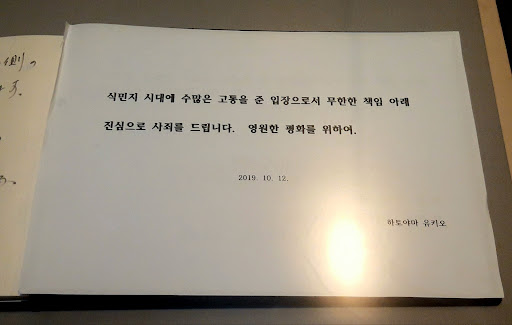 식민지 시대에 수많은 고통을 준 입장으로서 무한한 책임 아래
진심으로 사죄를 드립니다. 영원한 평화를 위하여.
2019. 10. 12.
하토야마 유키오